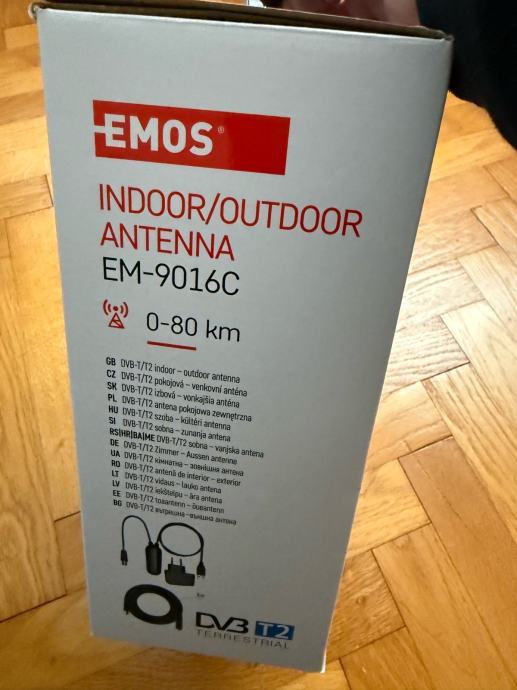 EMOS®
INDOOR/OUTDOOR
ANTENNA
EM-9016C
0-80 km
GB DVB-T/T2 indoor – outdoor antenna
CZ DVB-T/T2 pokojová – venkovní anténa
SK DVB-T/T2 izbová – vonkajšia anténa
PL DVB-T/T2 antena pokojowa zewnętrzna
HU DVB-T/T2 szoba – kültéri antenna
SI DVB-T/T2 sobna – zunanja antena
RS|HR|BA|ME DVB-T/T2 sobna – vanjska antena
DE DVB-T/T2 Zimmer – Aussen antenne
UA DVB-T/T2 кімнатна – зовнішня антена
RO DVB-T/T2 antenă de interior – exterior
LT DVB-T/T2 vidaus – lauko antena
LV DVB-T/T2 iekštelpu – āra antena
EE DVB-T/T2 toaantenn – õueantenn
BG DVB-T/T2 вътрешна – външна антена
DVB T2
TERRESTRIAL